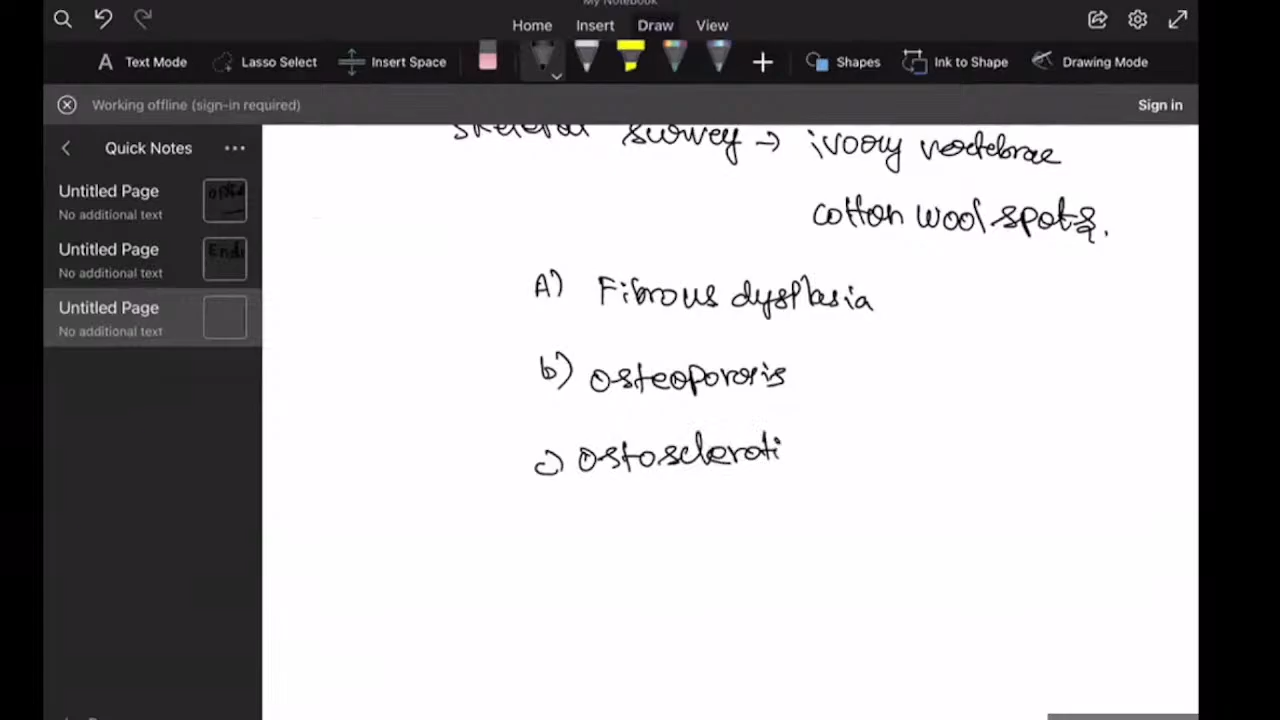 My Notebook
Home Insert Draw View
Text Mode Lasso Select Insert Space Shapes Ink to Shape Drawing Mode
Working offline (sign-in required) Sign in
Quick Notes
Untitled Page
No additional text
Untitled Page
No additional text
Untitled Page
No additional text
skeletal survey → ivory vertebrae
cotton wool spots.
A) Fibrous dysplasia
b) osteoporosis
c) ostoscleroti